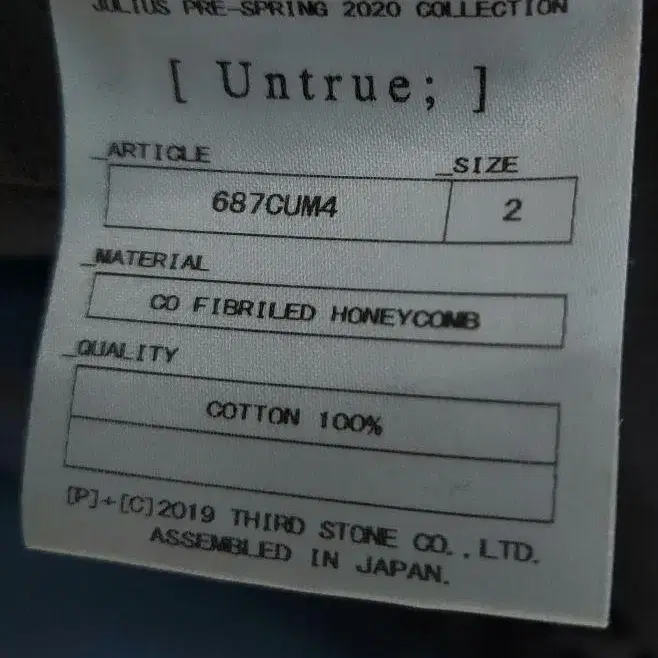 JULIUS PRE-SPRING 2020 COLLECTION
[ Untrue; ]
_ARTICLE _SIZE
687CUM4 2
_MATERIAL
CO FIBRILED HONEYCOMB
_QUALITY
COTTON 100%
[P]+[C]2019 THIRD STONE CO.,LTD.
ASSEMBLED IN JAPAN.